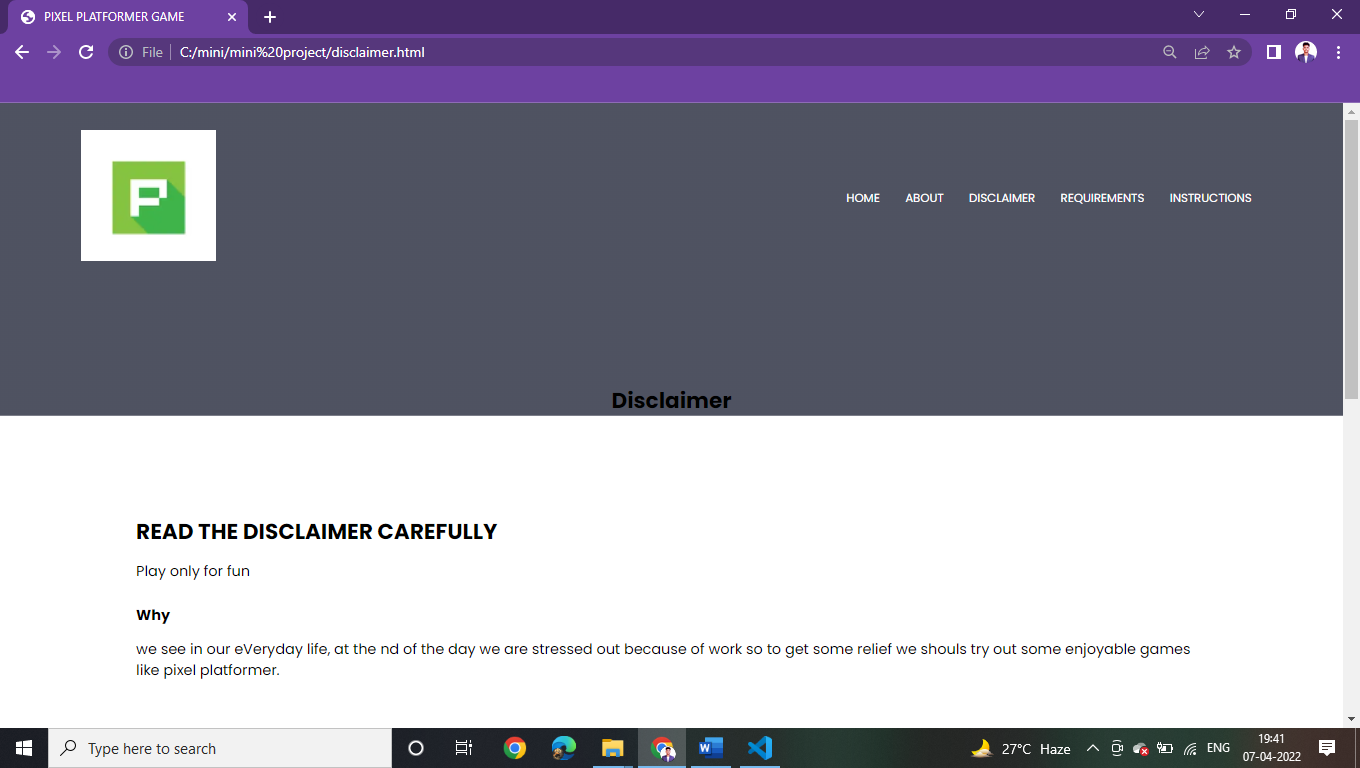 PIXEL PLATFORMER GAME
File C:/mini/mini%20project/disclaimer.html
P
HOME ABOUT DISCLAIMER REQUIREMENTS INSTRUCTIONS
Disclaimer
READ THE DISCLAIMER CAREFULLY
Play only for fun
Why
we see in our eVeryday life, at the nd of the day we are stressed out because of work so to get some relief we shouls try out some enjoyable games
like pixel platformer.
Type here to search
27°C Haze
ENG
19:41
07-04-2022